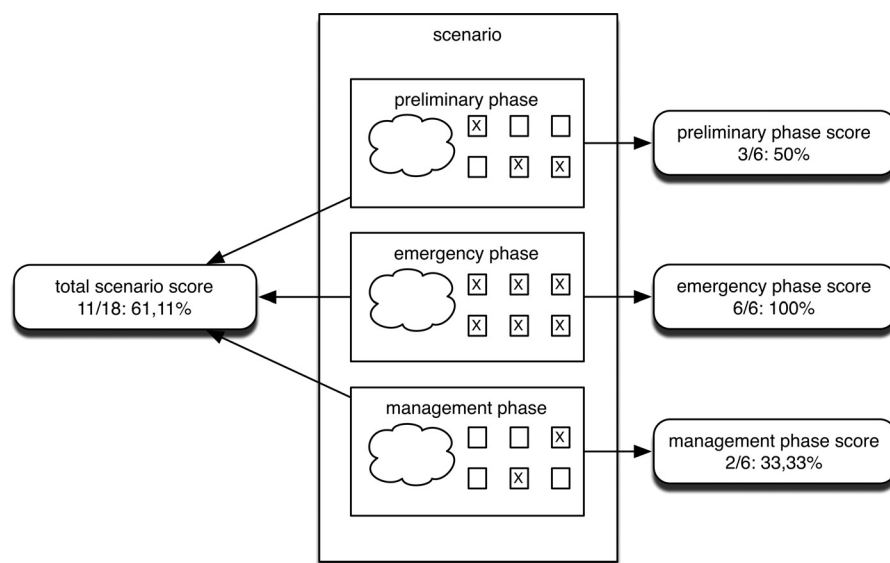 scenario
preliminary phase
X
X X
preliminary phase score
3/6: 50%
emergency phase
X X X
X X X
emergency phase score
6/6: 100%
total scenario score
11/18: 61,11%
management phase
X
X
management phase score
2/6: 33,33%